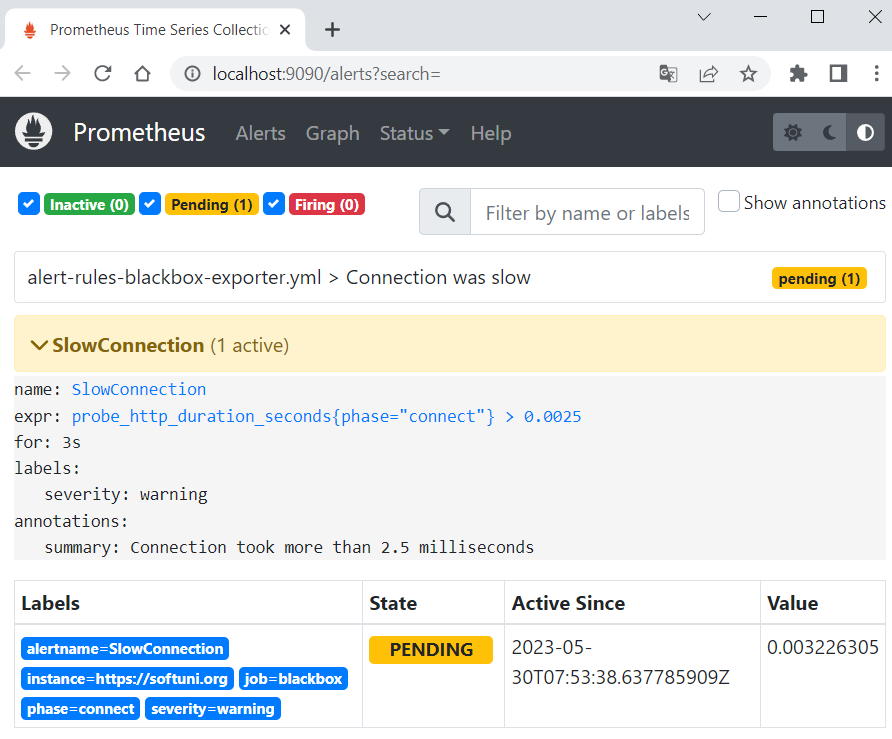 Prometheus Time Series Collectio
localhost:9090/alerts?search=
Prometheus Alerts Graph Status Help
Inactive (0) Pending (1) Firing (0) Filter by name or labels Show annotations
alert-rules-blackbox-exporter.yml > Connection was slow pending (1)
SlowConnection (1 active)
name: SlowConnection
expr: probe_http_duration_seconds{phase="connect"} > 0.0025
for: 3s
labels:
severity: warning
annotations:
summary: Connection took more than 2.5 milliseconds
Labels State Active Since Value
alertname=SlowConnection PENDING 2023-05- 0.003226305
instance=https://softuni.org job=blackbox 30T07:53:38.637785909Z
phase=connect severity=warning